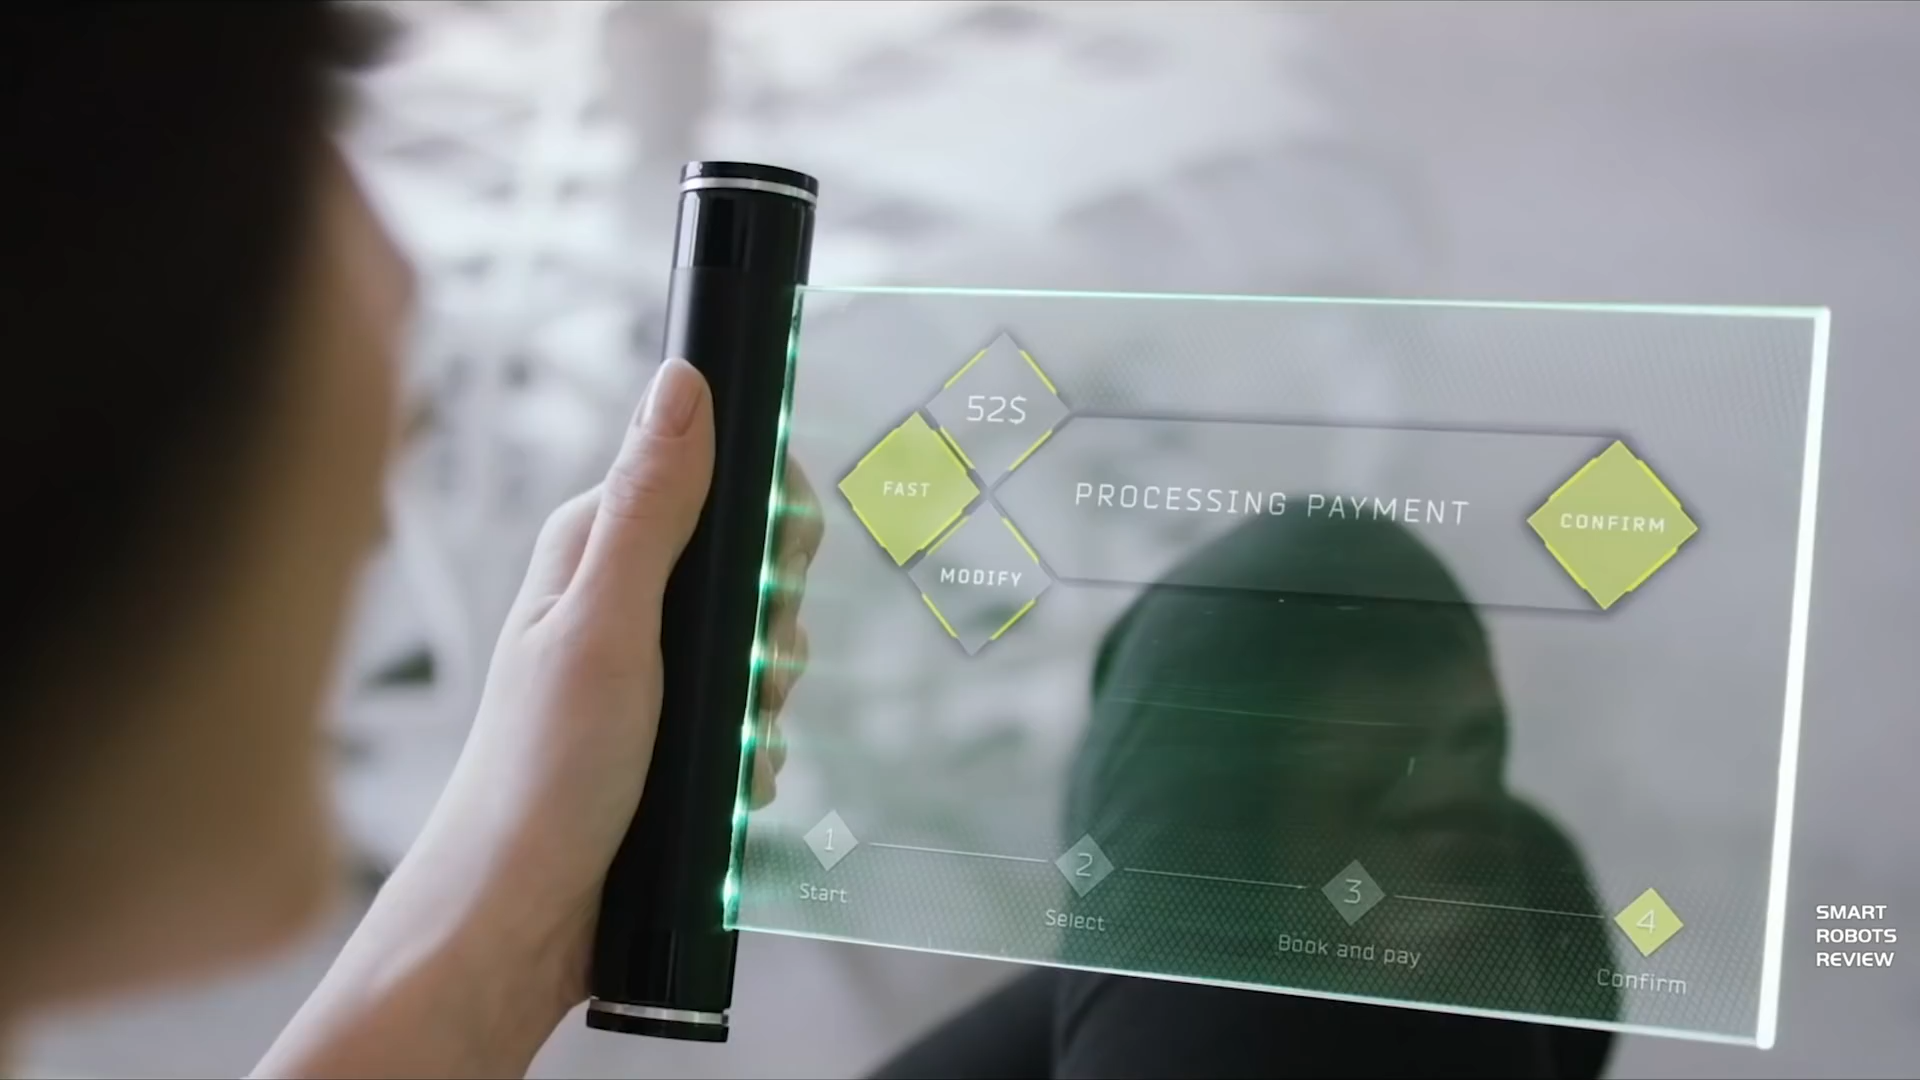 52$
FAST
PROCESSING PAYMENT
CONFIRM
MODIFY
1
Start
2
Select
3
Book and pay
4
Confirm
SMART
ROBOTS
REVIEW